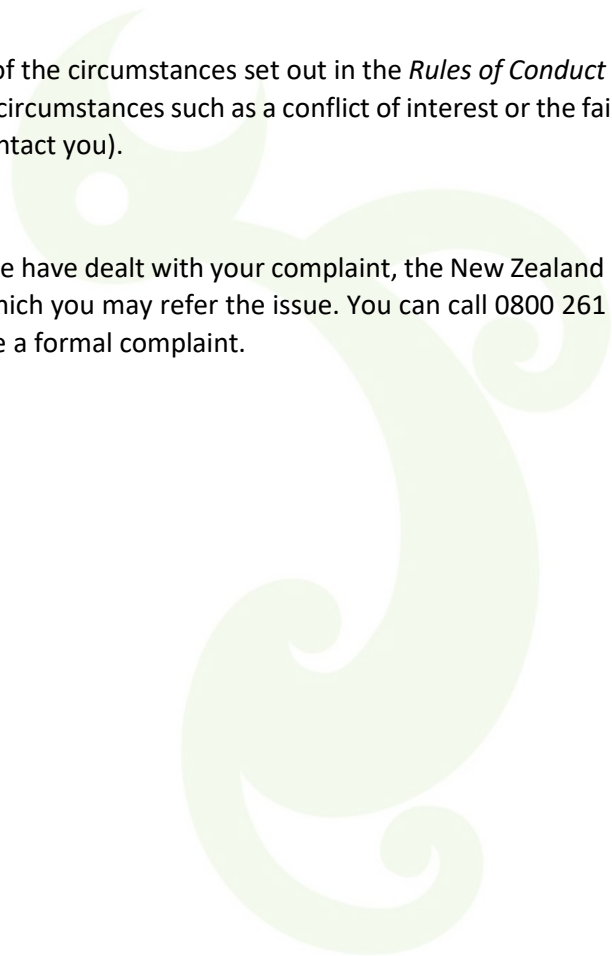 of the circumstances set out in the Rules of Conduct
circumstances such as a conflict of interest or the fai
ntact you).
e have dealt with your complaint, the New Zealand
hich you may refer the issue. You can call 0800 261
e a formal complaint.